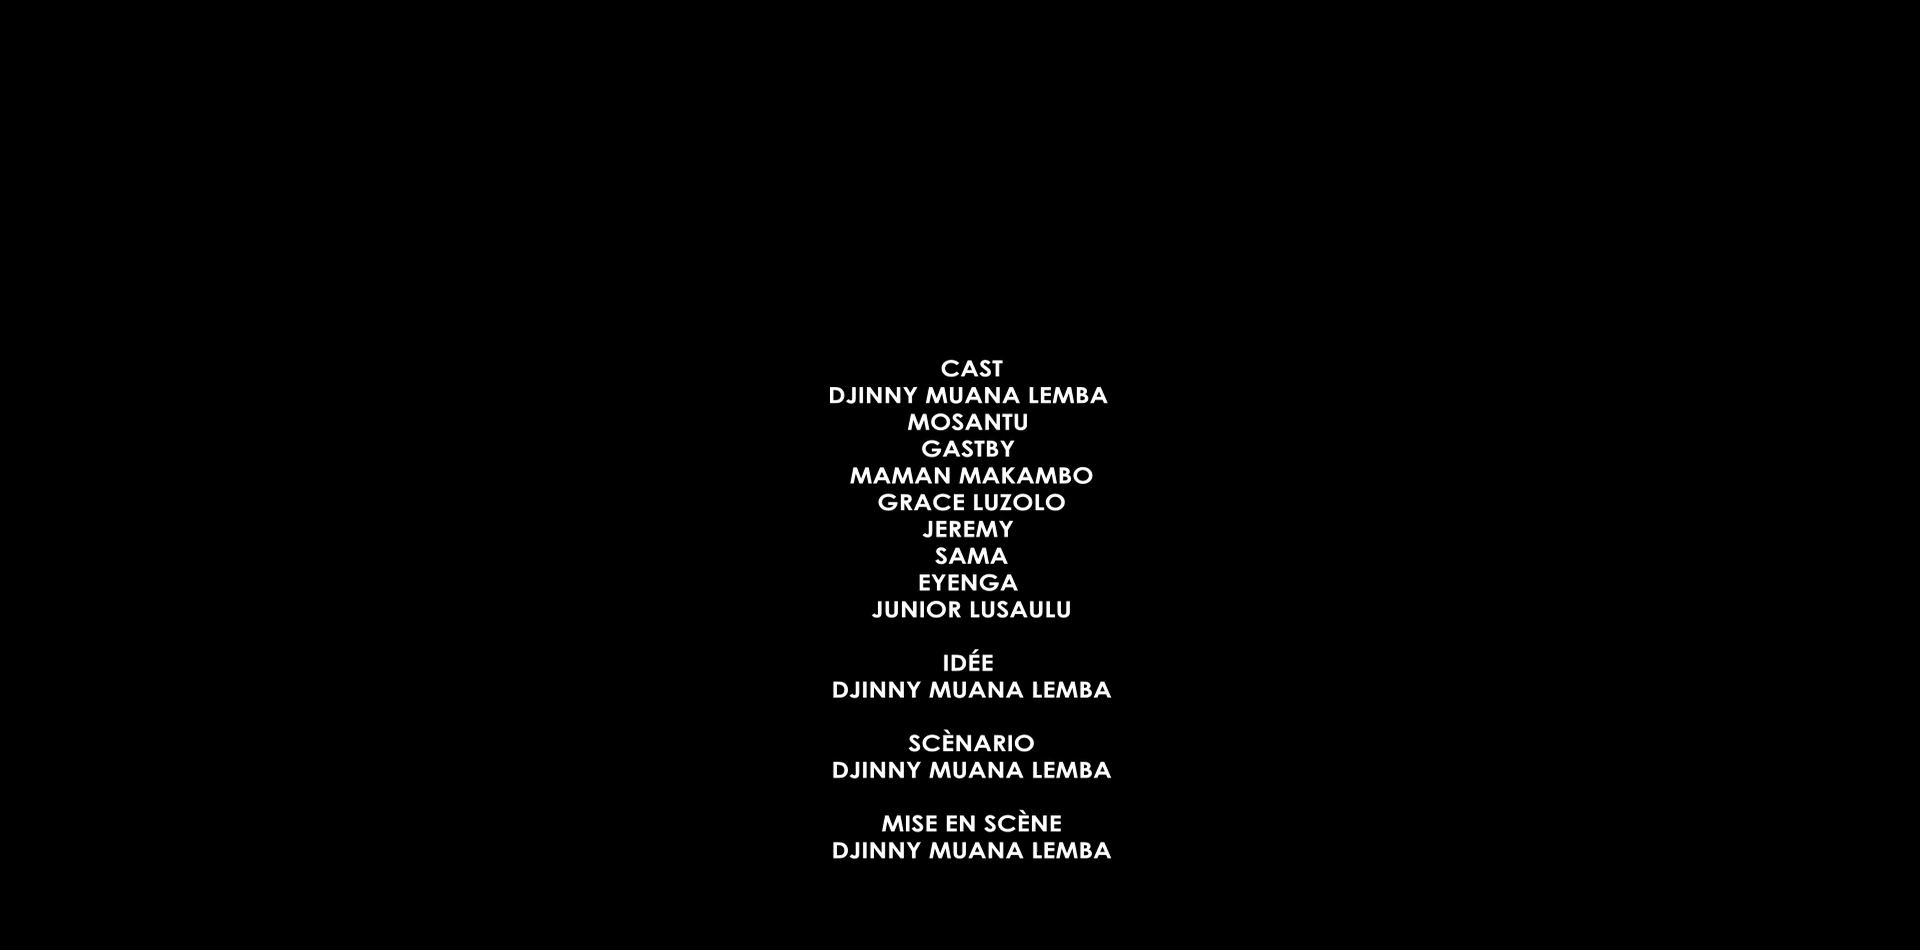 CAST
DJINNY MUANA LEMBA
MOSANTU
GASTBY
MAMAN MAKAMBO
GRACE LUZOLO
JEREMY
SAMA
EYENGA
JUNIOR LUSAULU
IDÉE
DJINNY MUANA LEMBA
SCÈNARIO
DJINNY MUANA LEMBA
MISE EN SCÈNE
DJINNY MUANA LEMBA